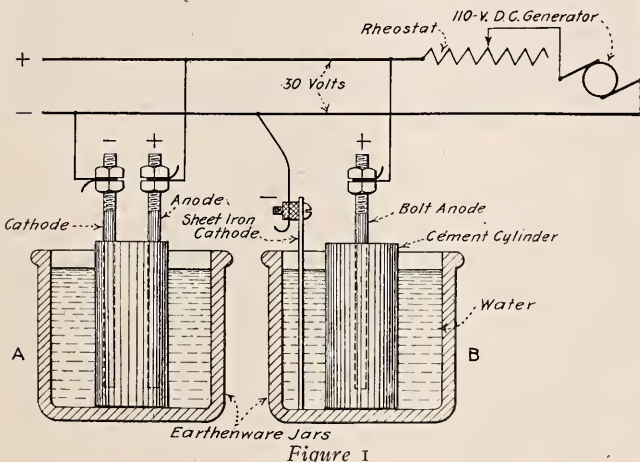 110-V. D.C. Generator
Rheostat
+
30 Volts
−
− +
+
Anode
Sheet Iron
Cathode
−
Cathode
Bolt Anode
Cement Cylinder
Water
A
B
Earthenware Jars
Figure 1